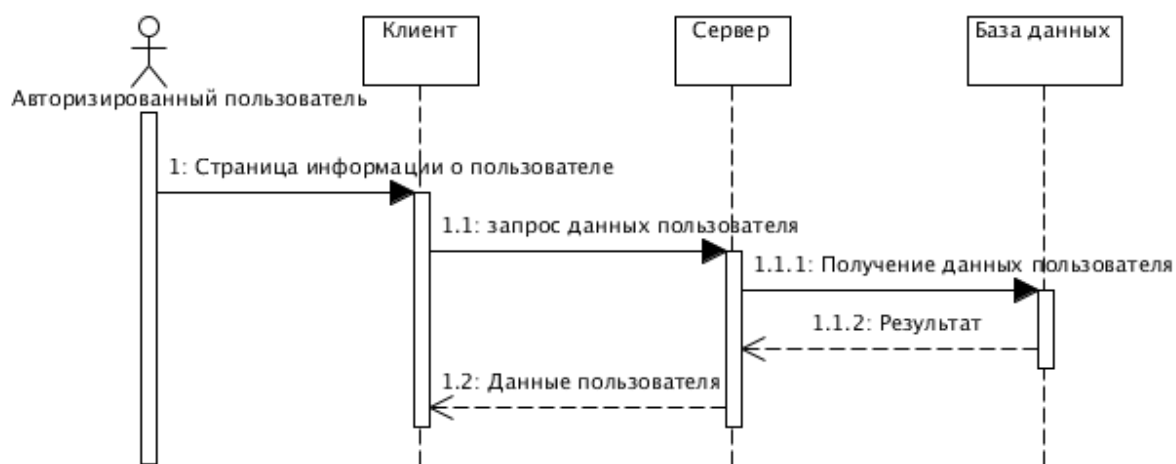 Клиент
Сервер
База данных
Авторизированный пользователь
1: Страница информации о пользователе
1.1: запрос данных пользователя
1.1.1: Получение данных пользователя
1.1.2: Результат
1.2: Данные пользователя